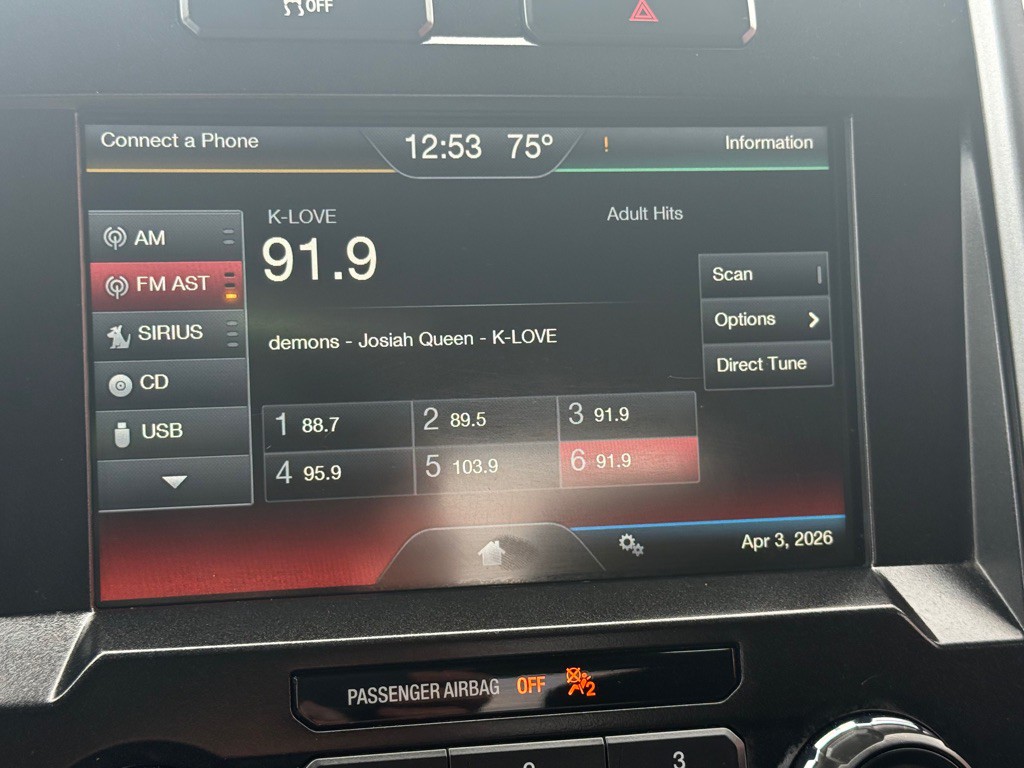 OFF
Connect a Phone 12:53 75° ! Information
K-LOVE Adult Hits
91.9
AM
FM AST
SIRIUS
CD
USB
Scan
Options
Direct Tune
demons - Josiah Queen - K-LOVE
1 88.7 2 89.5 3 91.9
4 95.9 5 103.9 6 91.9
Apr 3, 2026
PASSENGER AIRBAG OFF 2
3